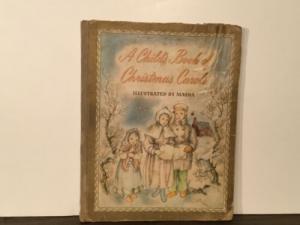 A Child's Book of
Christmas Carols
ILLUSTRATED BY MASHA